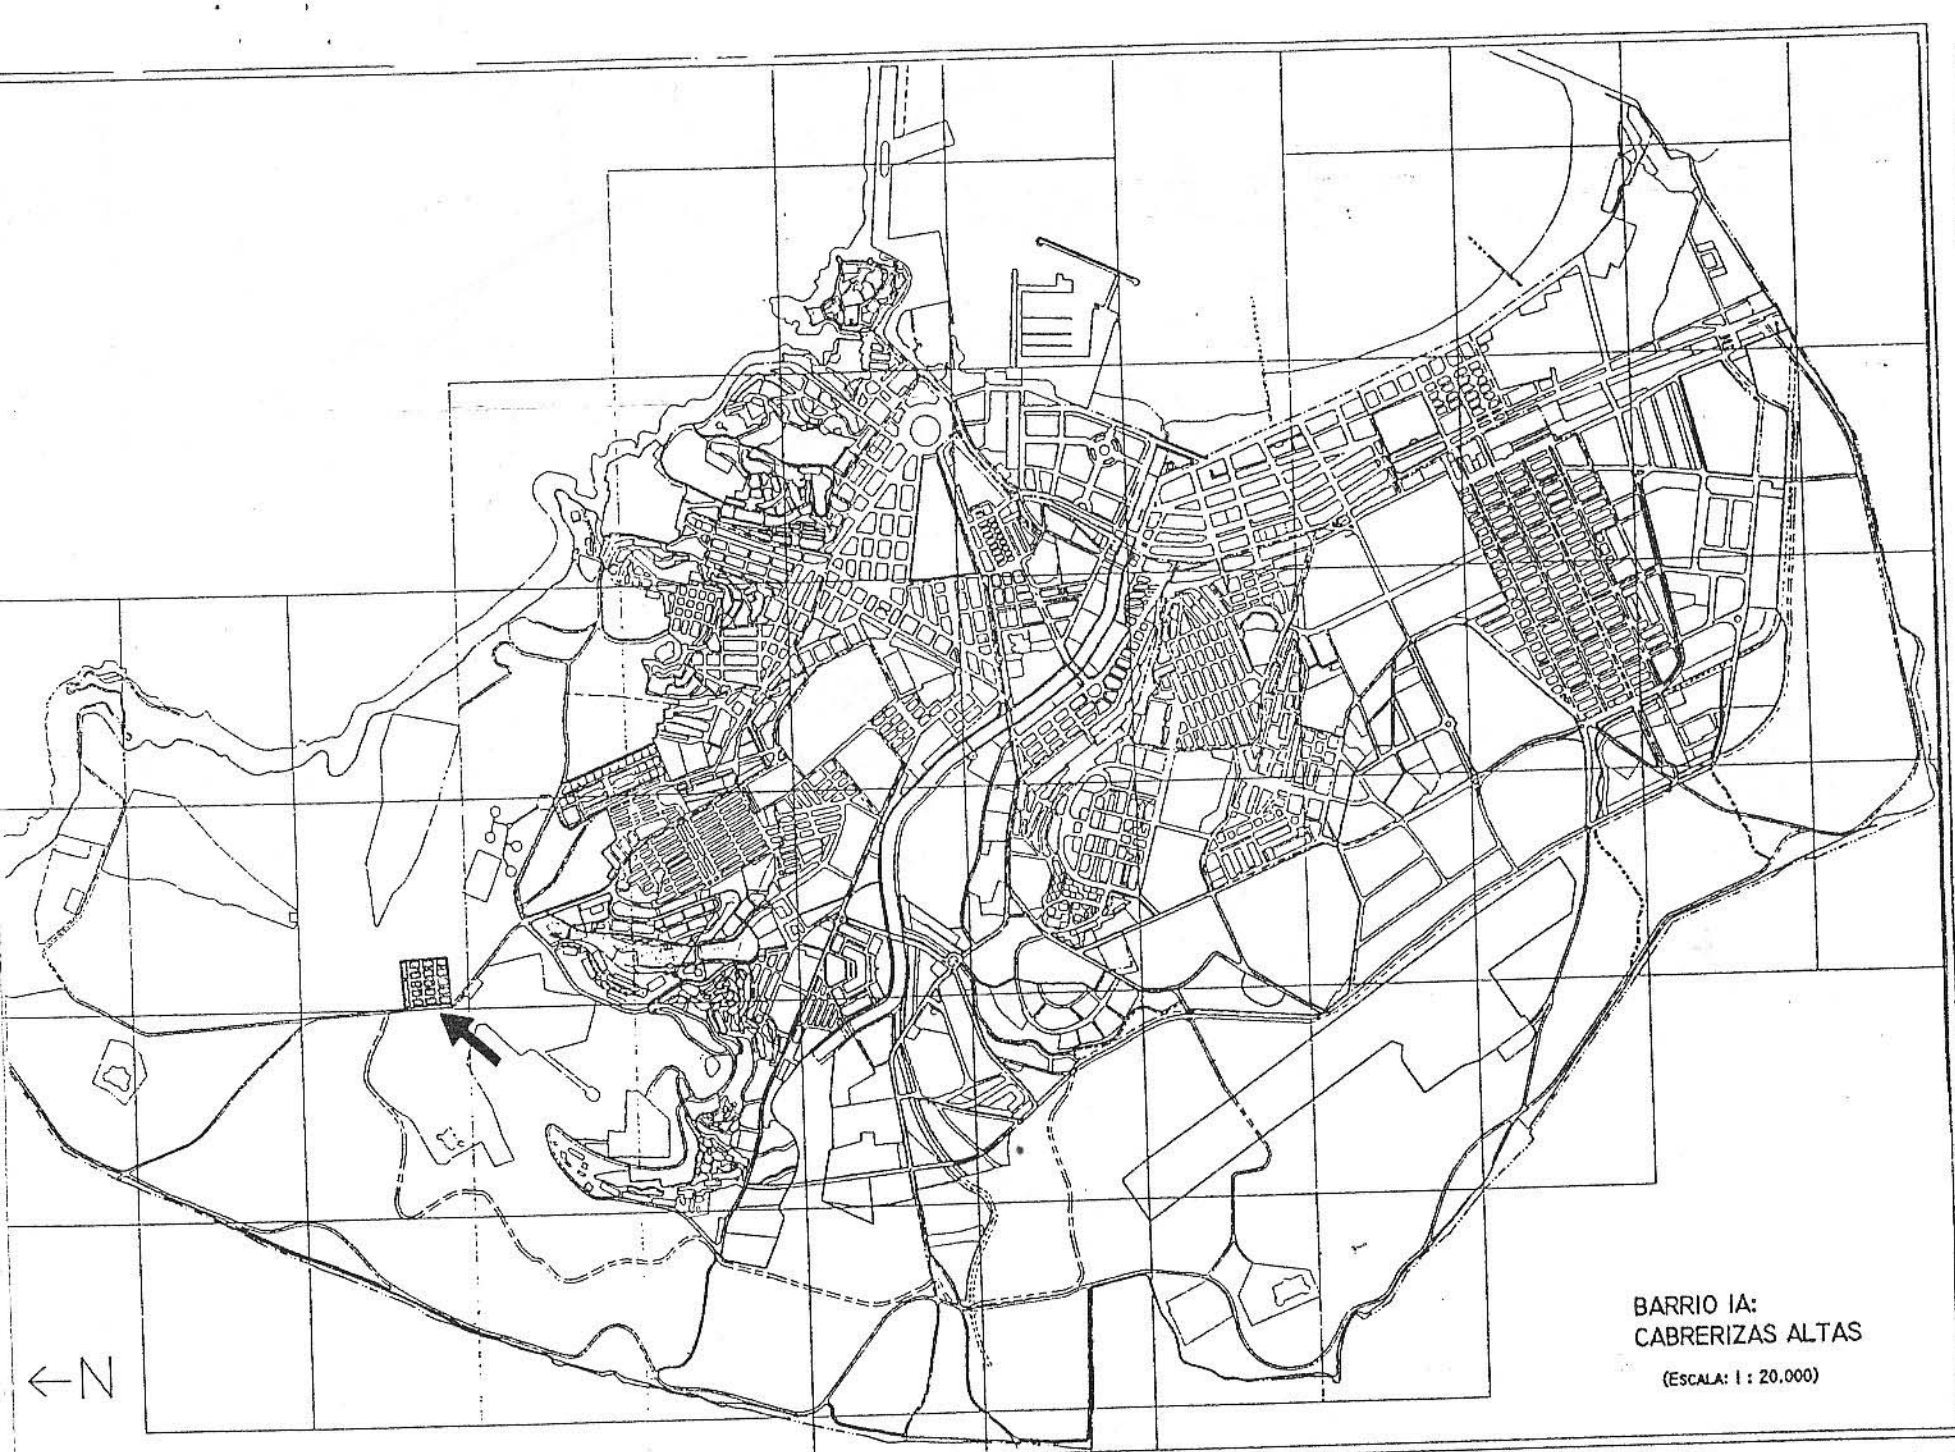 BARRIO IA:
CABRERIZAS ALTAS
(ESCALA: 1 : 20.000)
←N